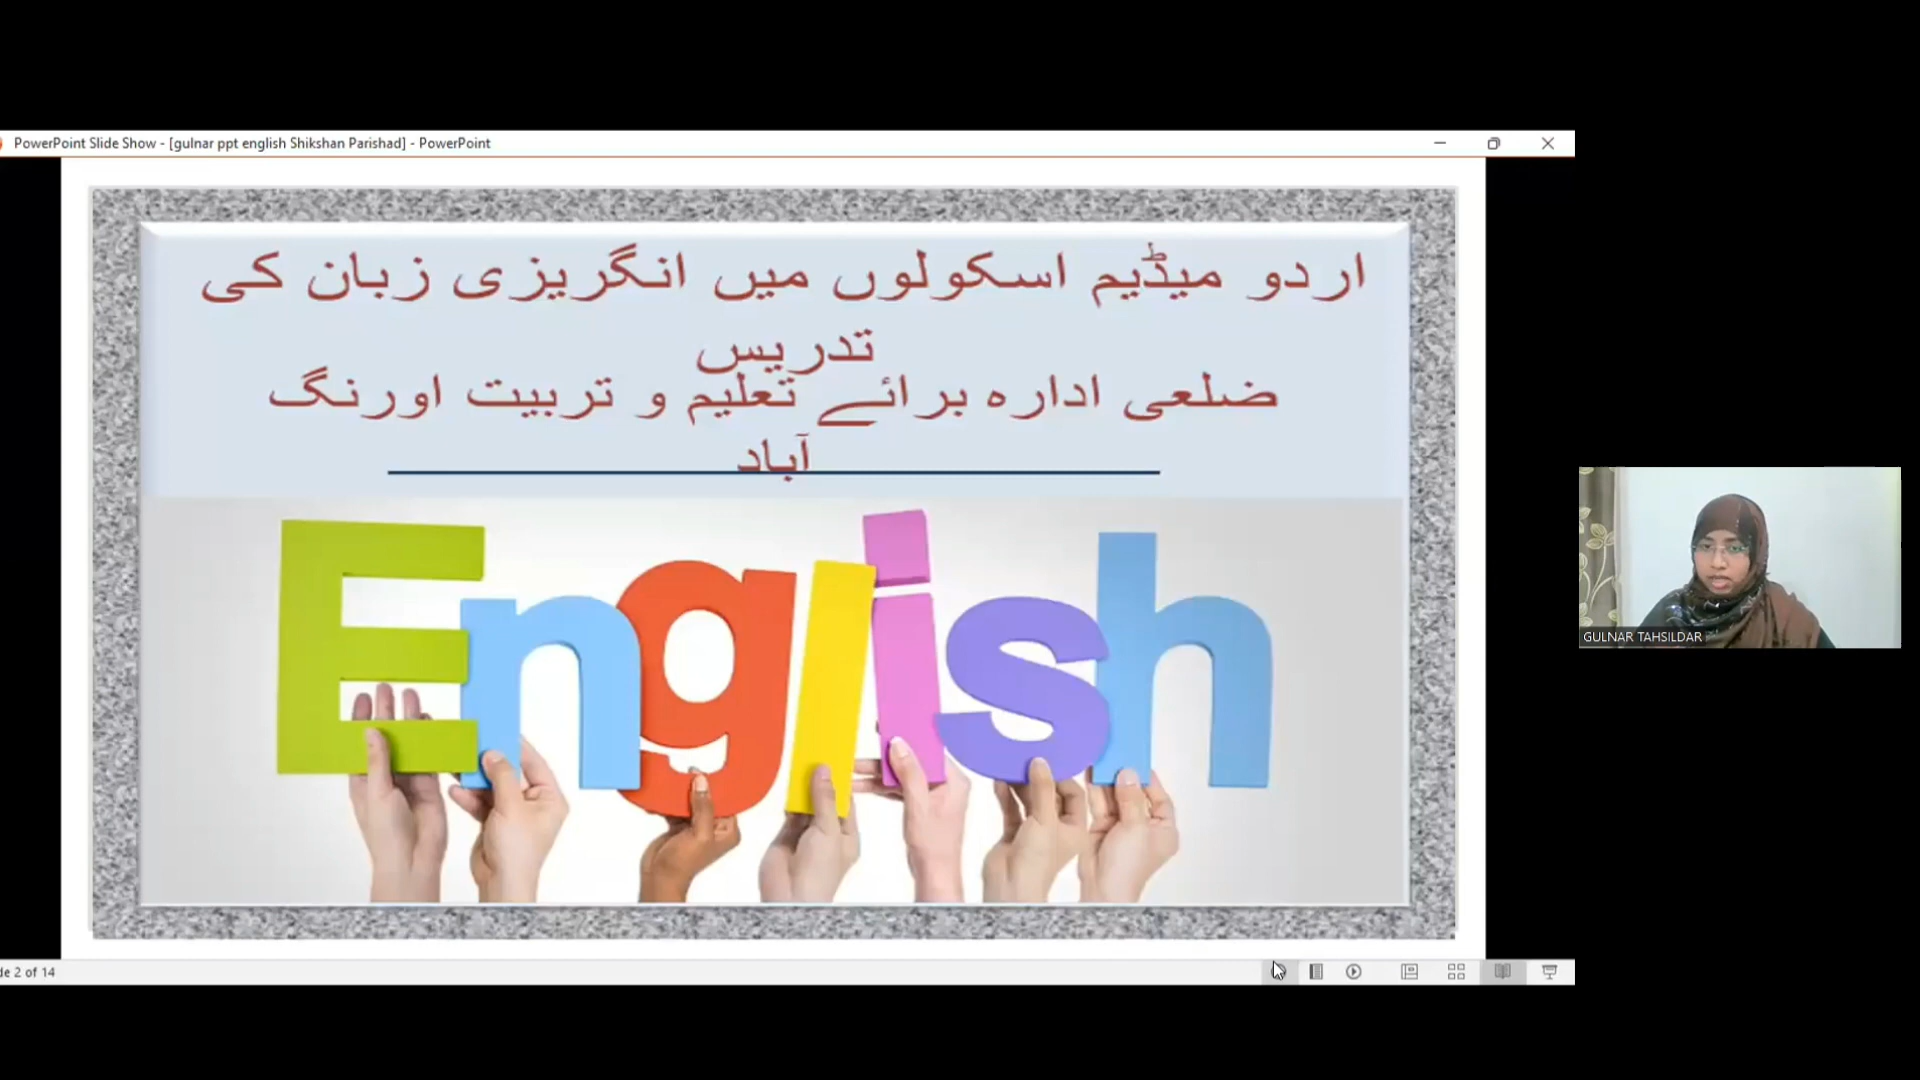 PowerPoint Slide Show - [gulnar ppt english Shikshan Parishad] - PowerPoint
اردو میڈیم اسکولوں میں انگریزی زبان کی
تدریس
ضلعی ادارہ برائے تعلیم و تربیت اورنگ
آباد
English
GULNAR TAHSILDAR
de 2 of 14